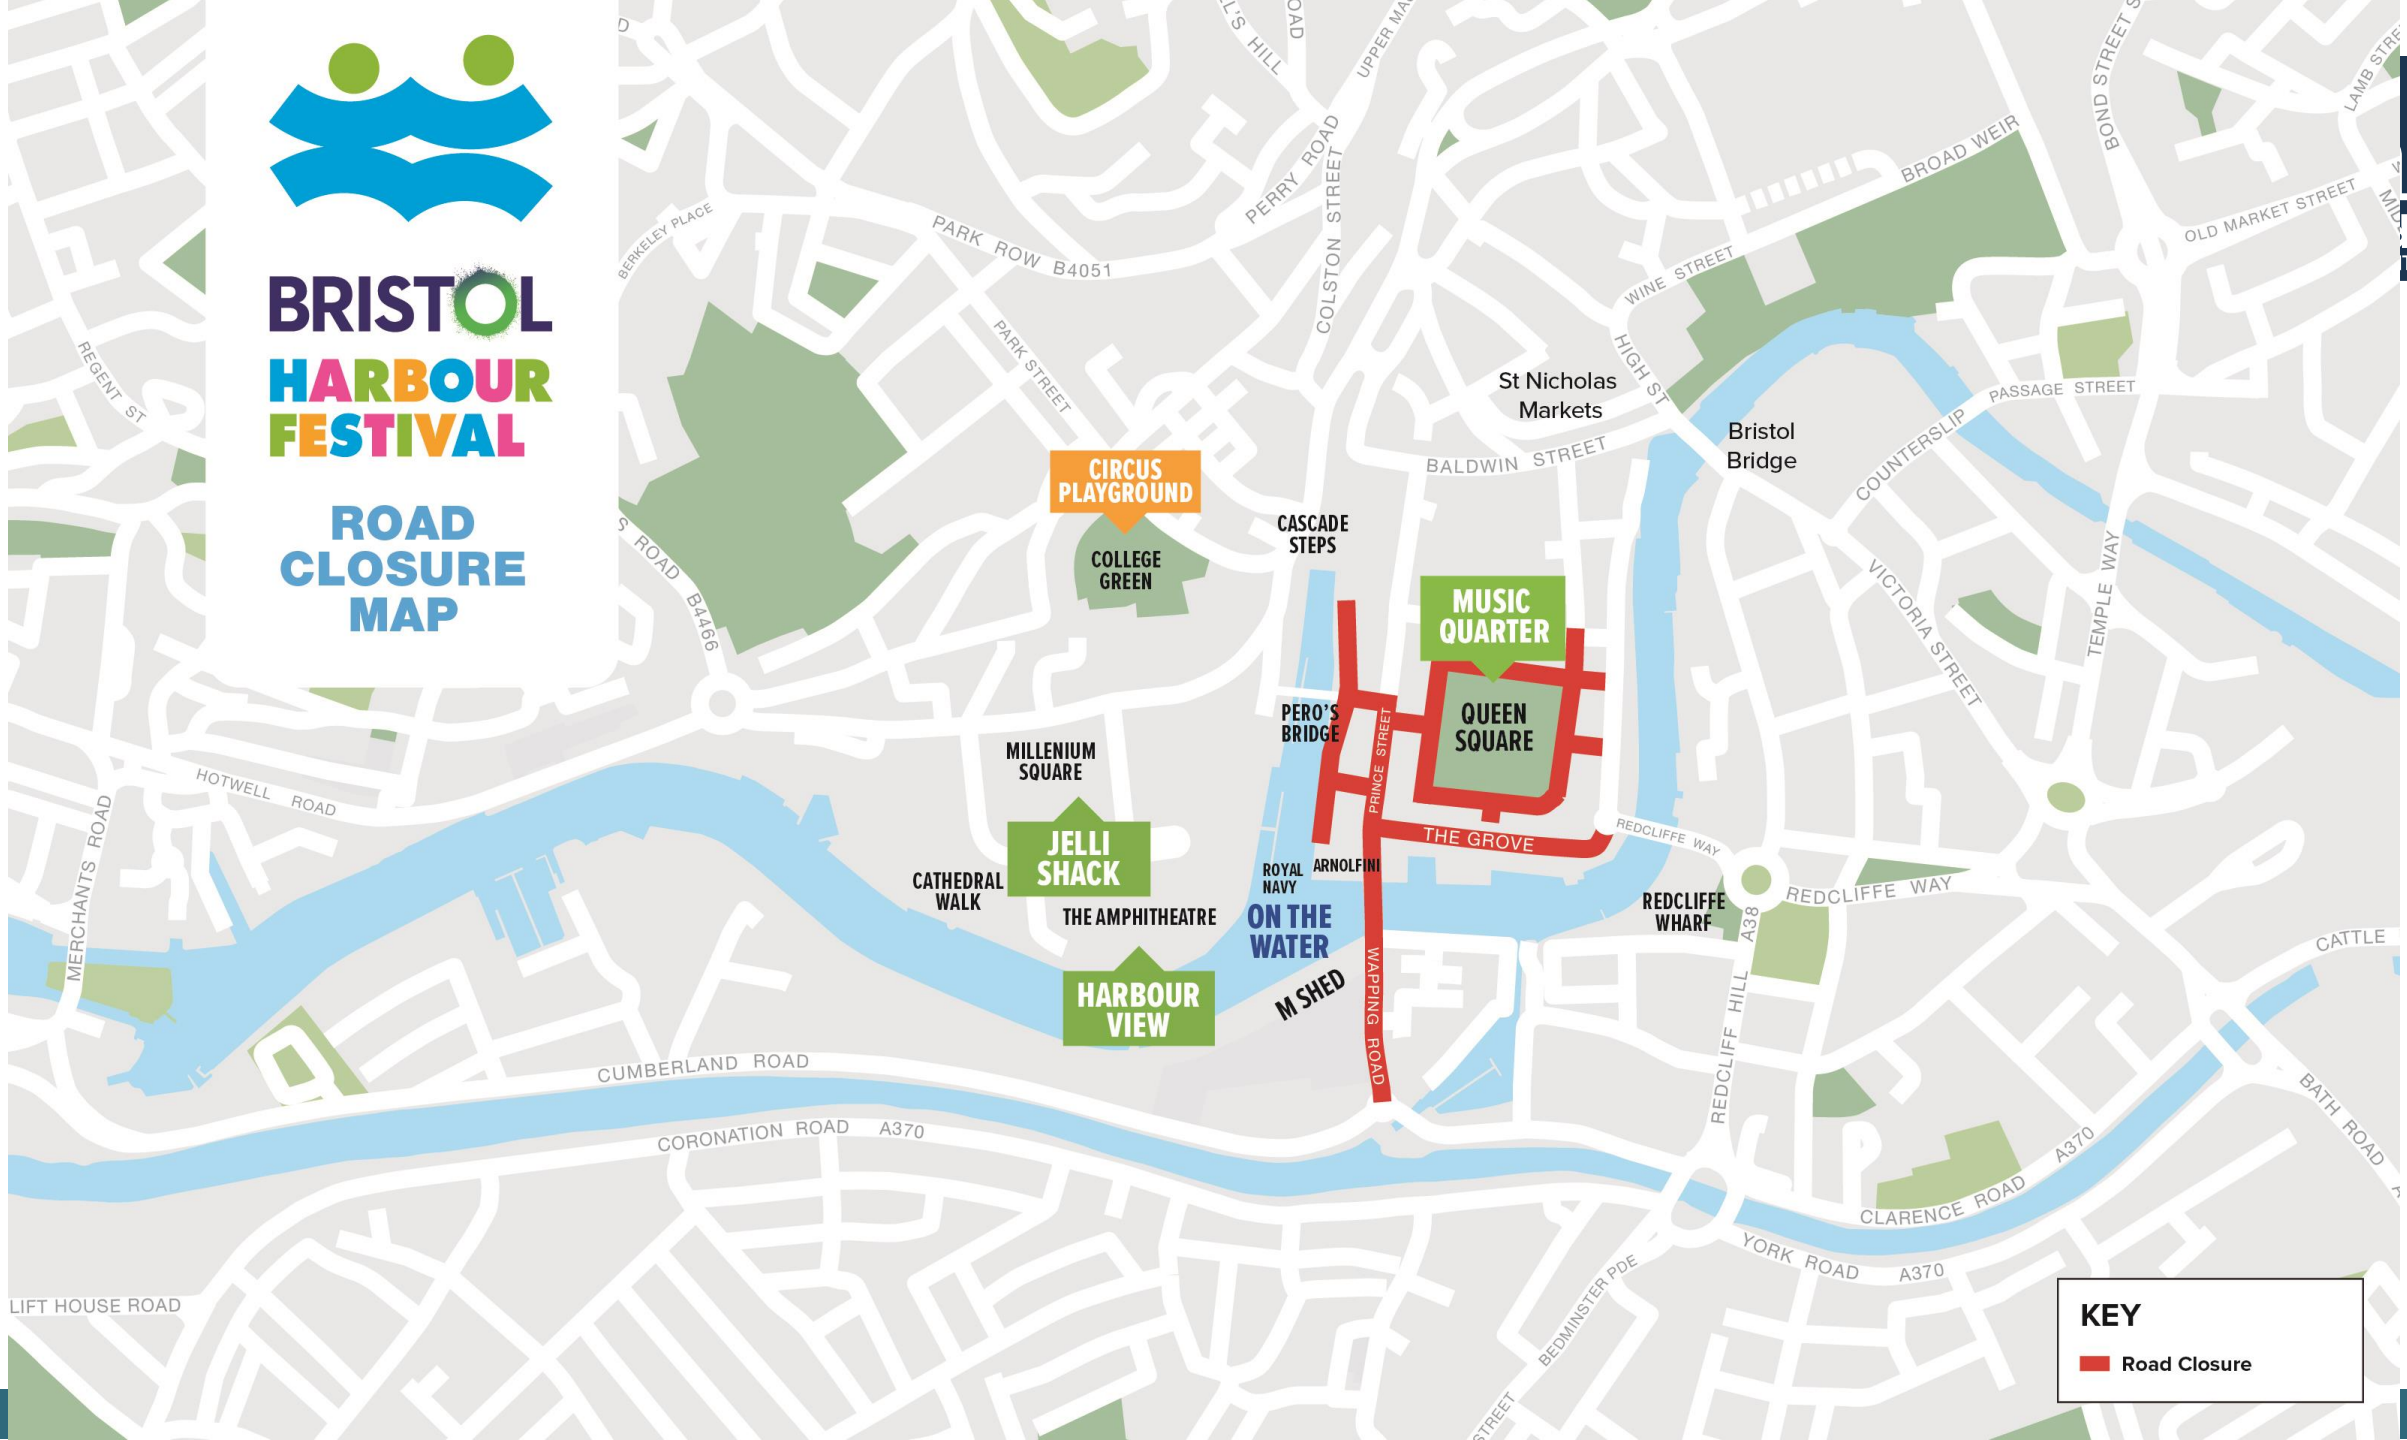 BRISTOL
HARBOUR
FESTIVAL
ROAD
CLOSURE
MAP
HILL
UPPER
PERRY ROAD
COLSTON STREET
BOND STREET
BROAD WEIR
OLD MARKET STREET
BERKELEY PLACE
PARK ROW B4051
WINE STREET
PARK STREET
REGENT ST
HIGH ST
St Nicholas
Markets
Bristol
Bridge
PASSAGE STREET
COUNTERSLIP
BALDWIN STREET
CIRCUS
PLAYGROUND
COLLEGE
GREEN
CASCADE
STEPS
ROAD B4466
VICTORIA STREET
TEMPLE WAY
MUSIC
QUARTER
QUEEN
SQUARE
PERO'S
BRIDGE
PRINCE STREET
MILLENIUM
SQUARE
HOTWELL ROAD
MERCHANTS ROAD
JELLI
SHACK
THE GROVE
REDCLIFFE WAY
REDCLIFFE WAY
ARNOLFINI
ROYAL
NAVY
CATHEDRAL
WALK
THE AMPHITHEATRE
ON THE
WATER
REDCLIFFE
WHARF
A38
CATTLE
HARBOUR
VIEW
M SHED
WAPPING ROAD
REDCLIFF HILL
CUMBERLAND ROAD
CORONATION ROAD A370
BATH ROAD
A370
CLARENCE ROAD
YORK ROAD A370
BEDMINSTER PDE
LIFT HOUSE ROAD
STREET
KEY
Road Closure